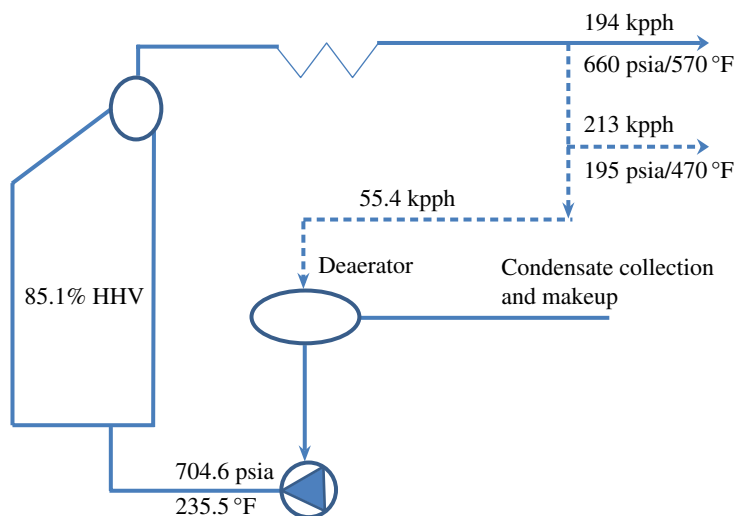 194 kpph
660 psia/570 °F
213 kpph
195 psia/470 °F
55.4 kpph
Deaerator
Condensate collection
and makeup
85.1% HHV
704.6 psia
235.5 °F